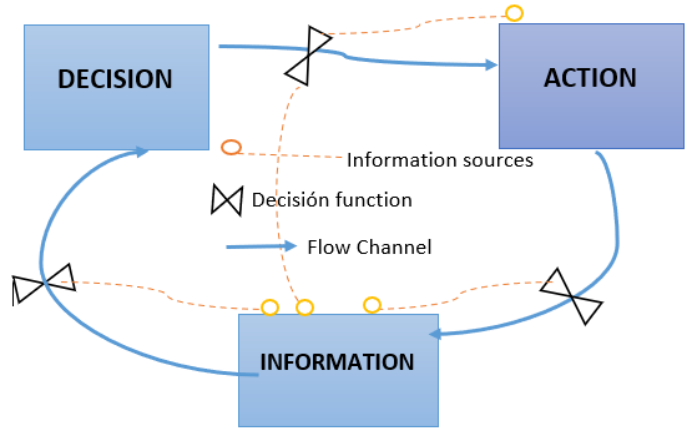 DECISION
ACTION
Information sources
Decisión function
Flow Channel
INFORMATION